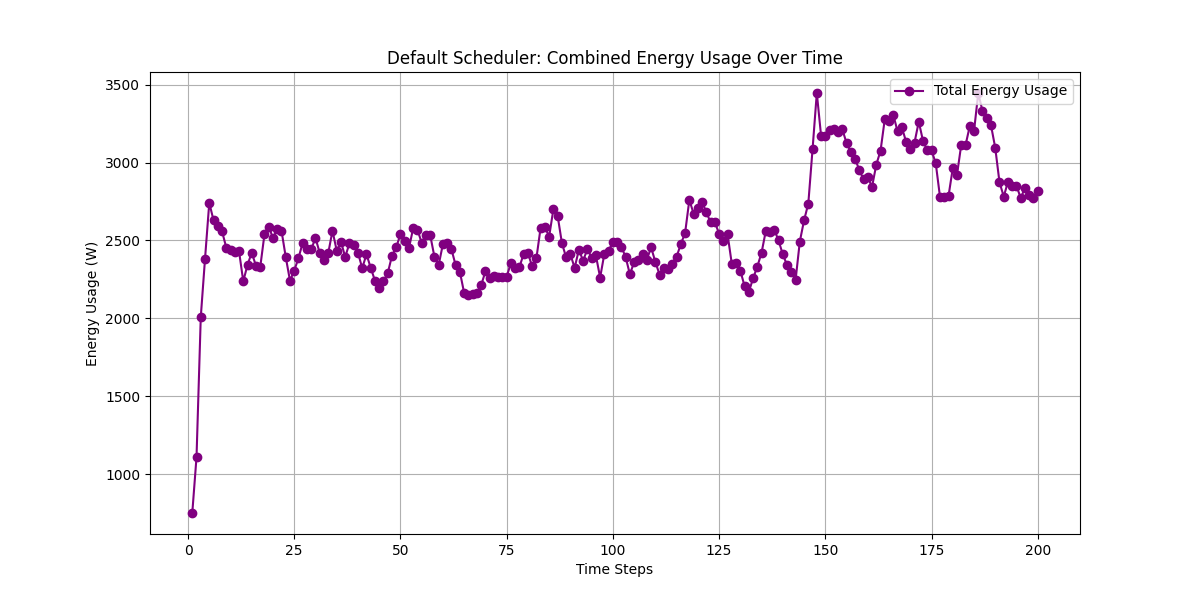 Default Scheduler: Combined Energy Usage Over Time
Total Energy Usage
3500
3000
2500
2000
1500
1000
Energy Usage (W)
0 25 50 75 100 125 150 175 200
Time Steps